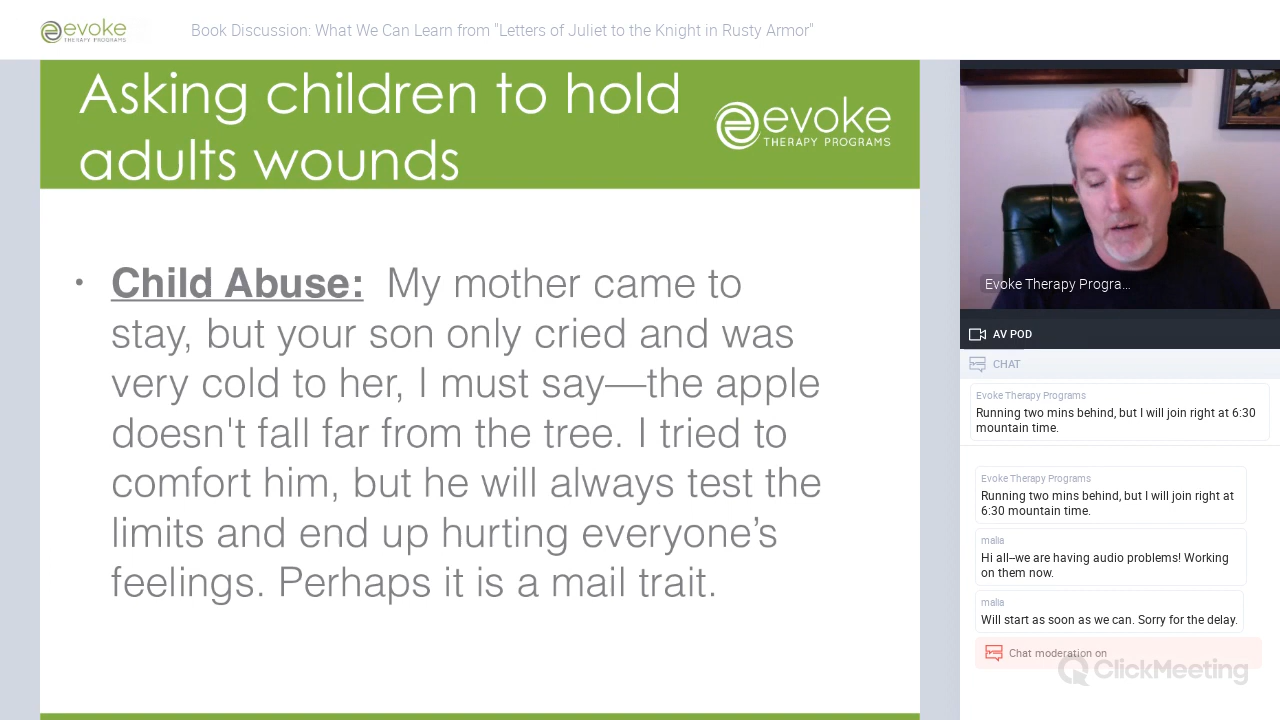 evoke
THERAPY PROGRAMS
Book Discussion: What We Can Learn from "Letters of Juliet to the Knight in Rusty Armor"
Asking children to hold
adults wounds
evoke
THERAPY PROGRAMS
• Child Abuse: My mother came to
stay, but your son only cried and was
very cold to her, I must say—the apple
doesn't fall far from the tree. I tried to
comfort him, but he will always test the
limits and end up hurting everyone’s
feelings. Perhaps it is a mail trait.
Evoke Therapy Progra...
AV POD
CHAT
Evoke Therapy Programs
Running two mins behind, but I will join right at 6:30
mountain time.
Evoke Therapy Programs
Running two mins behind, but I will join right at
6:30 mountain time.
malia
Hi all–we are having audio problems! Working
on them now.
malia
Will start as soon as we can. Sorry for the delay.
Chat moderation on
ClickMeeting